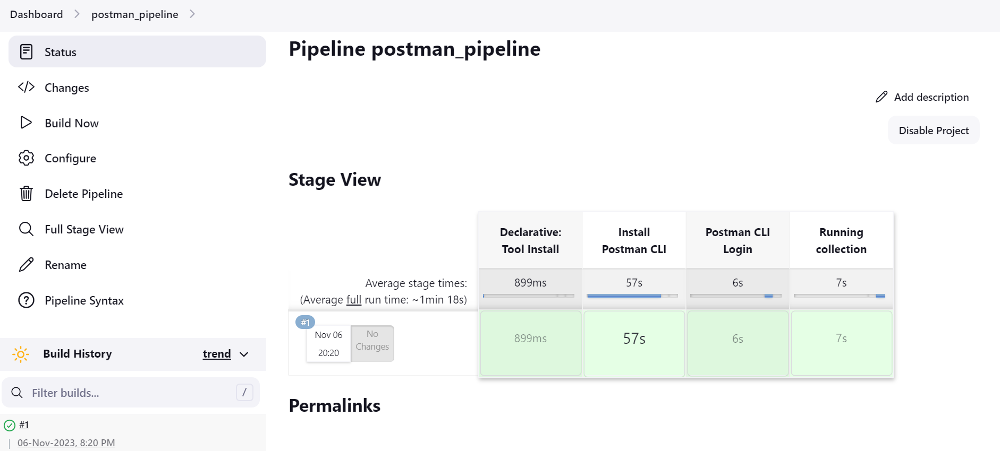 Dashboard
postman_pipeline
Status
Changes
Build Now
Configure
Delete Pipeline
Full Stage View
Rename
Pipeline Syntax
Build History
trend
Filter builds...
/
#1
06-Nov-2023, 8:20 PM
Pipeline postman_pipeline
Add description
Disable Project
Stage View
Declarative:
Tool Install
Install
Postman CLI
Postman CLI
Login
Running
collection
Average stage times:
(Average full run time: ~1min 18s)
899ms
57s
6s
7s
#1
Nov 06
20:20
No
Changes
899ms
57s
6s
7s
Permalinks